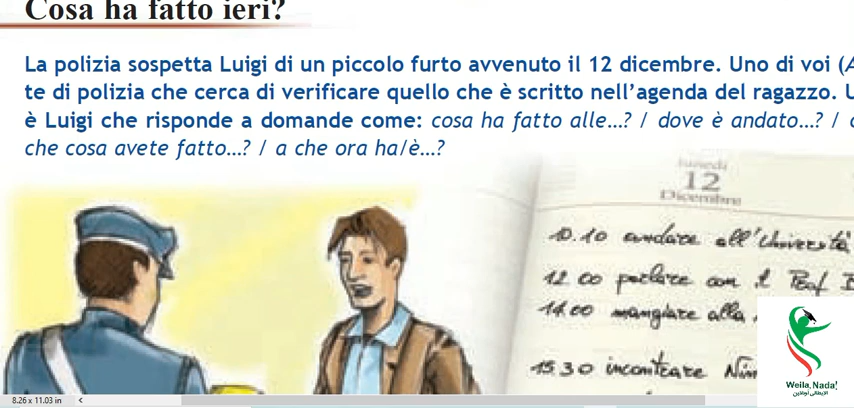 Cosa ha fatto ieri?
La polizia sospetta Luigi di un piccolo furto avvenuto il 12 dicembre. Uno di voi (
te di polizia che cerca di verificare quello che è scritto nell'agenda del ragazzo.
è Luigi che risponde a domande come: cosa ha fatto alle...? / dove è andato...? /
che cosa avete fatto...? / a che ora ha/è...?
lunedì
12
Dicembre
10.10 andare all'Università
12 00 parlare con il Prof
14.00 mangiare alla
15.30 incontrare
Weila, Nada!
الإيطالي أونلاين
8.26 x 11.03 in